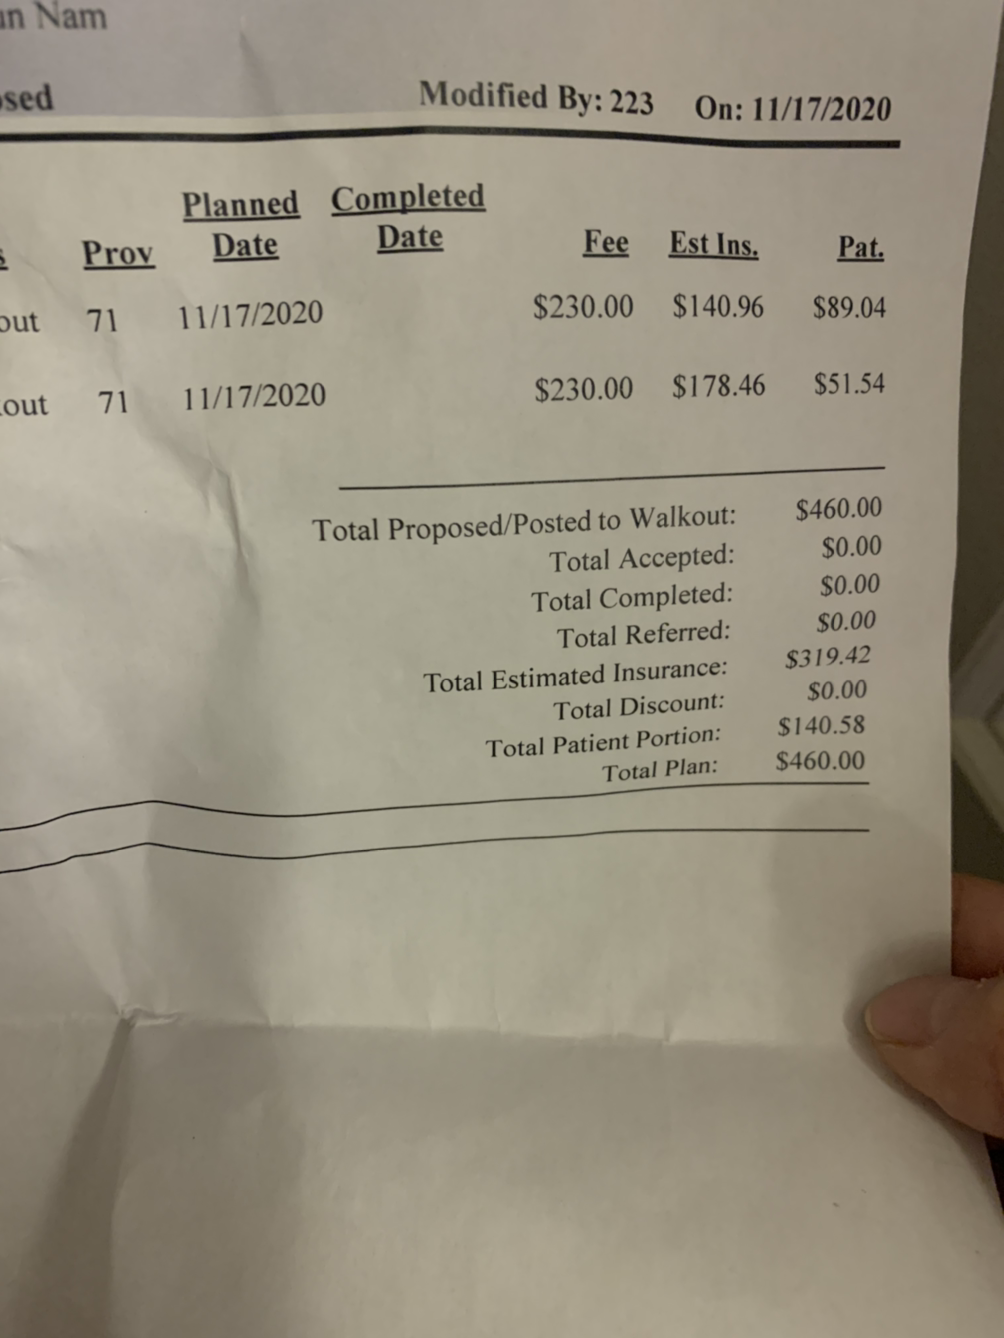 Nam
Modified By: 223 On: 11/17/2020
Planned Completed
Prov Date Date Fee Est Ins. Pat.
out 71 11/17/2020 $230.00 $140.96 $89.04
out 71 11/17/2020 $230.00 $178.46 $51.54
Total Proposed/Posted to Walkout: $460.00
Total Accepted: $0.00
Total Completed: $0.00
Total Referred: $0.00
Total Estimated Insurance: $319.42
Total Discount: $0.00
Total Patient Portion: $140.58
Total Plan: $460.00